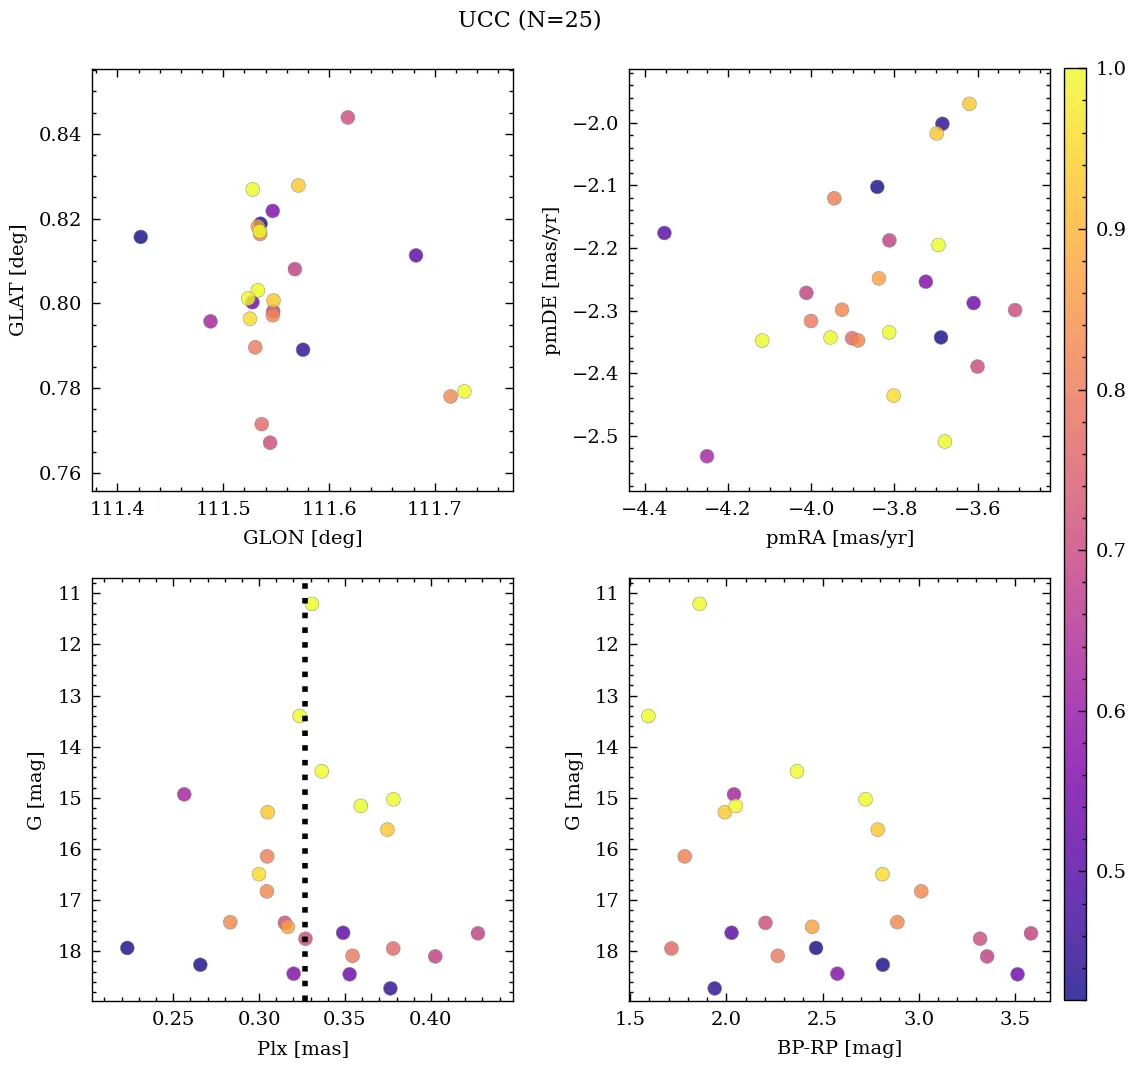 UCC (N=25)
0.84
0.82
0.80
0.78
0.76
GLAT [deg]
111.4 111.5 111.6 111.7
GLON [deg]
−2.0
−2.1
−2.2
−2.3
−2.4
−2.5
pmDE [mas/yr]
−4.4 −4.2 −4.0 −3.8 −3.6
pmRA [mas/yr]
1.0
0.9
0.8
0.7
0.6
0.5
11
12
13
14
15
16
17
18
G [mag]
0.25 0.30 0.35 0.40
Plx [mas]
11
12
13
14
15
16
17
18
G [mag]
1.5 2.0 2.5 3.0 3.5
BP-RP [mag]